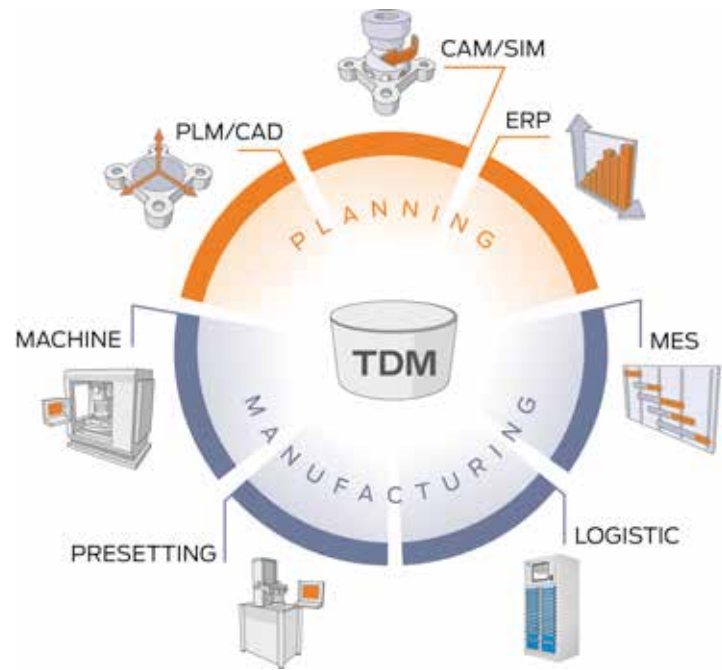 CAM/SIM
PLM/CAD
ERP
PLANNING
MACHINE
TDM
MES
MANUFACTURING
PRESETTING
LOGISTIC